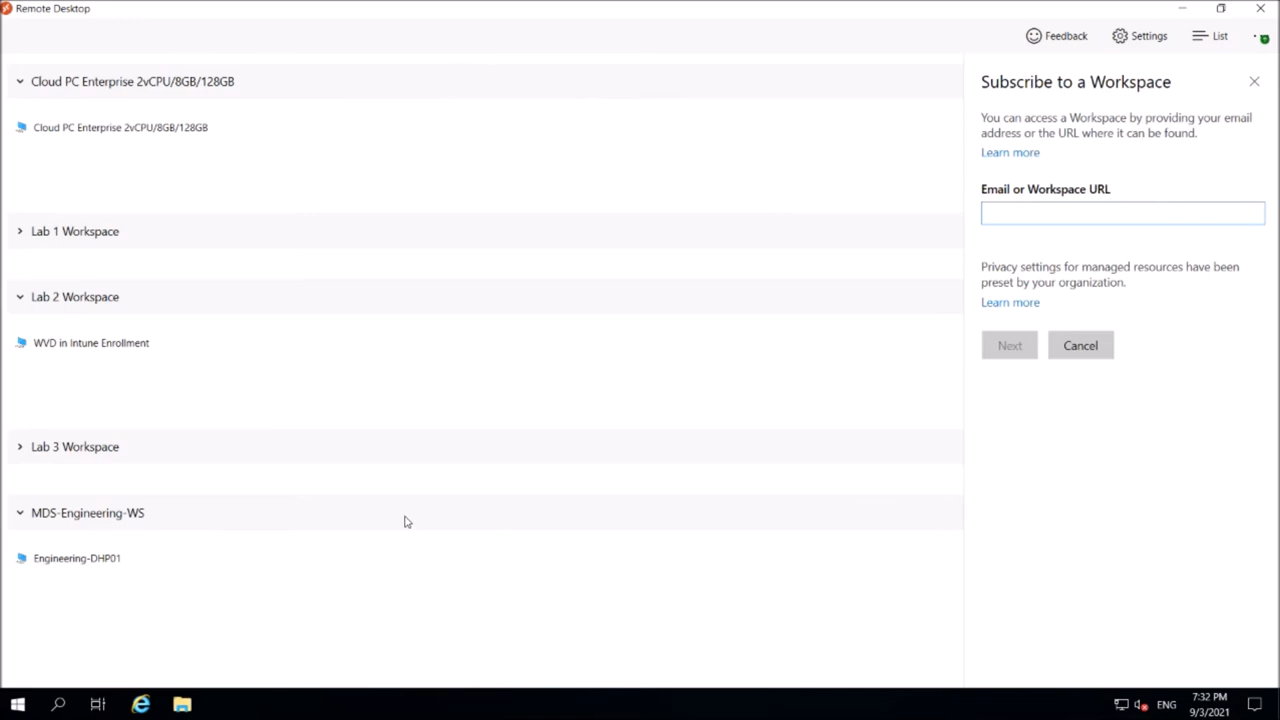 Remote Desktop
Feedback
Settings
List
Cloud PC Enterprise 2vCPU/8GB/128GB
Cloud PC Enterprise 2vCPU/8GB/128GB
Lab 1 Workspace
Lab 2 Workspace
WVD in Intune Enrollment
Lab 3 Workspace
MDS-Engineering-WS
Engineering-DHP01
Subscribe to a Workspace
You can access a Workspace by providing your email
address or the URL where it can be found.
Learn more
Email or Workspace URL
Privacy settings for managed resources have been
preset by your organization.
Learn more
Next
Cancel
ENG
7:32 PM
9/3/2021